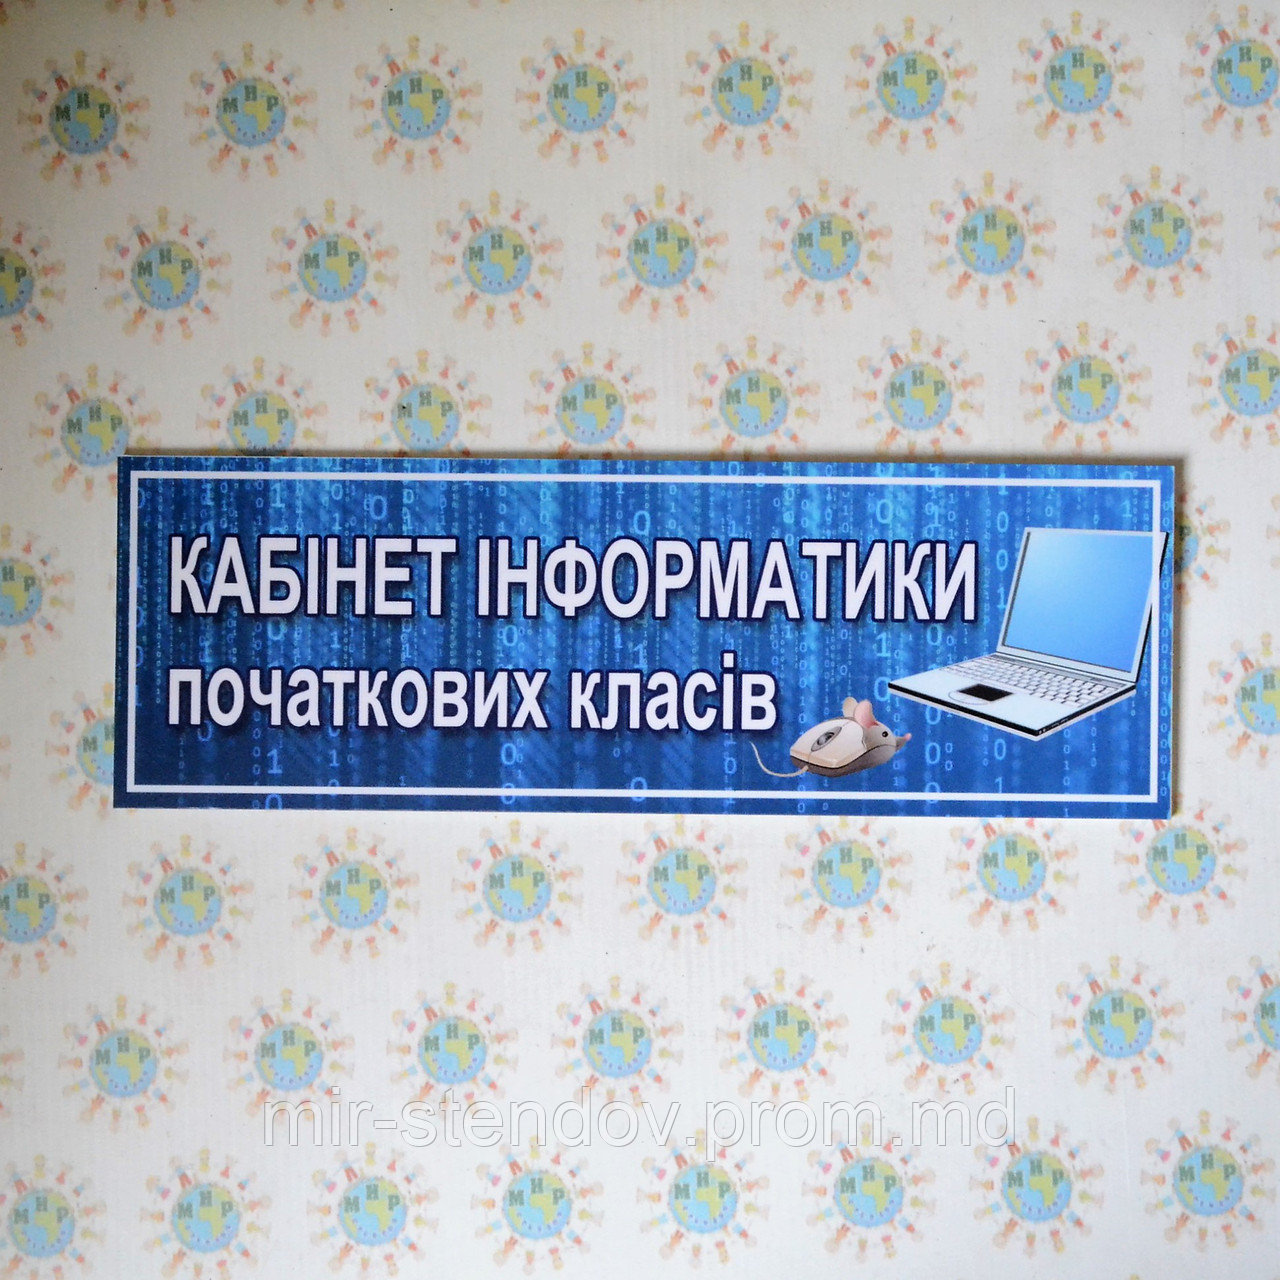 КАБІНЕТ ІНФОРМАТИКИ
початкових класів
mir-stendov.prom.md